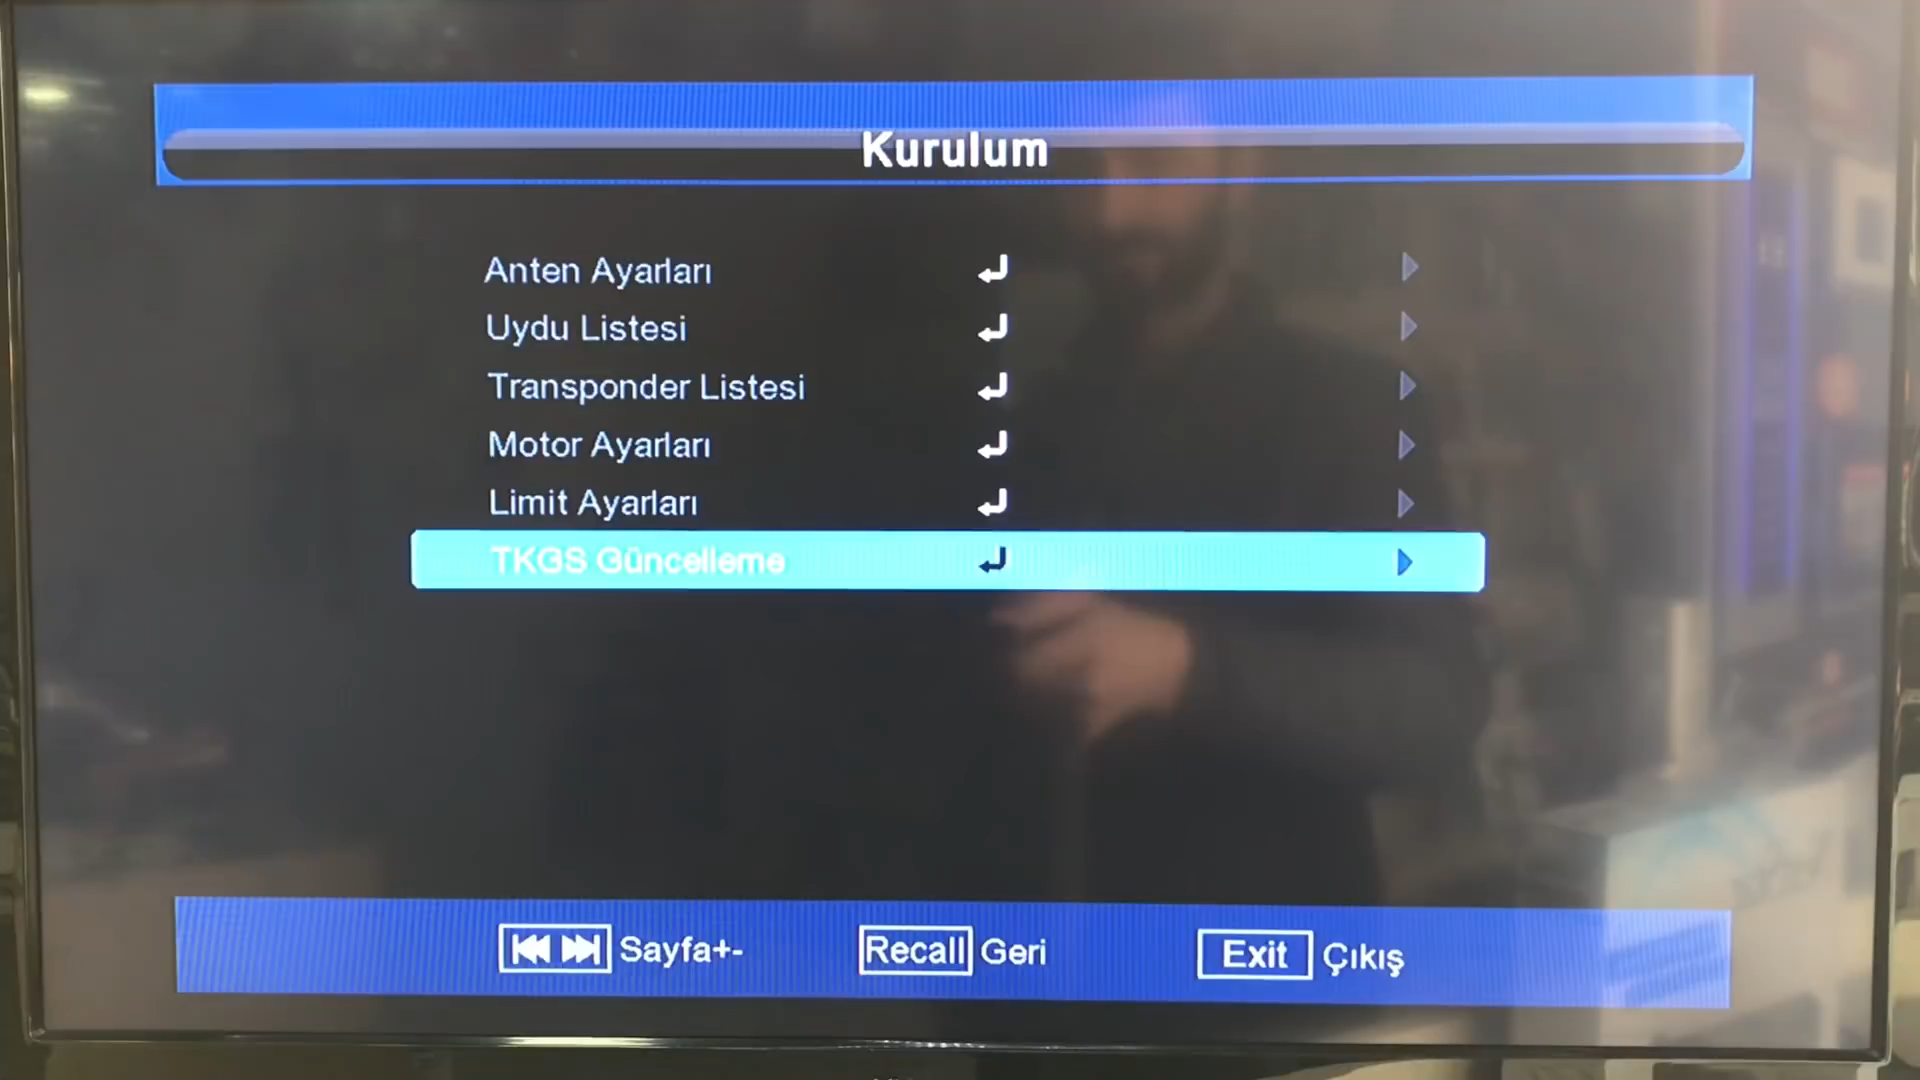 Kurulum
Anten Ayarları
Uydu Listesi
Transponder Listesi
Motor Ayarları
Limit Ayarları
TKGS Güncelleme
Sayfa+- Recall Geri Exit Çıkış